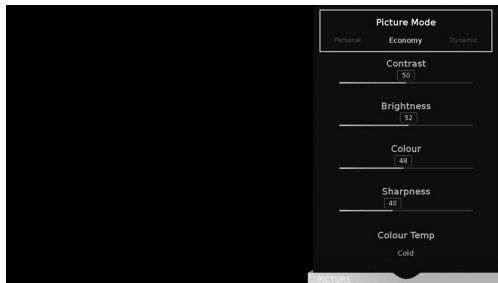 Picture Mode
Personal Economy Dynamic
Contrast
50
Brightness
52
Colour
48
Sharpness
40
Colour Temp
Cold
PICTURE